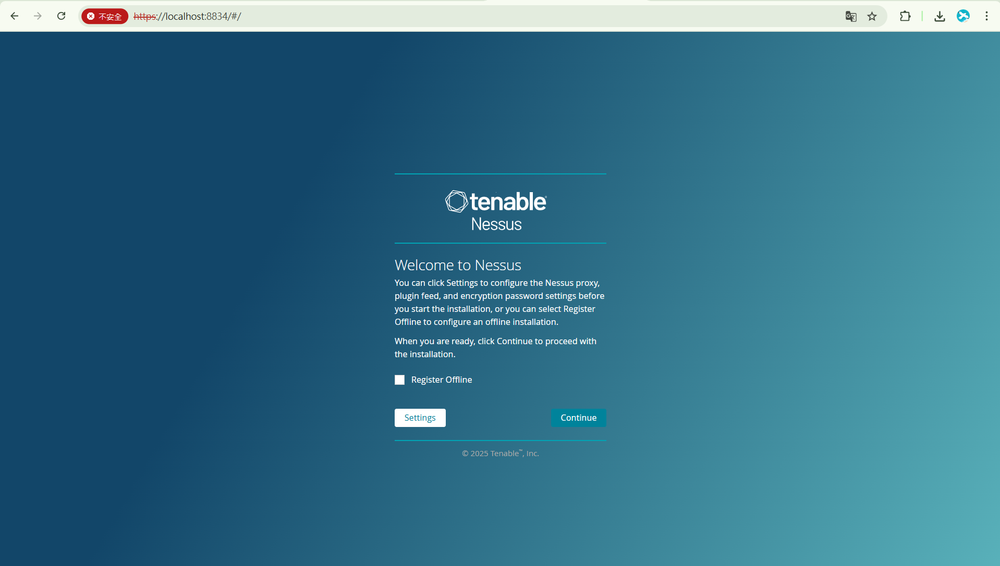 不安全 https://localhost:8834/#/
tenable®
Nessus
Welcome to Nessus
You can click Settings to configure the Nessus proxy,
plugin feed, and encryption password settings before
you start the installation, or you can select Register
Offline to configure an offline installation.
When you are ready, click Continue to proceed with
the installation.
Register Offline
Settings Continue
© 2025 Tenable™, Inc.